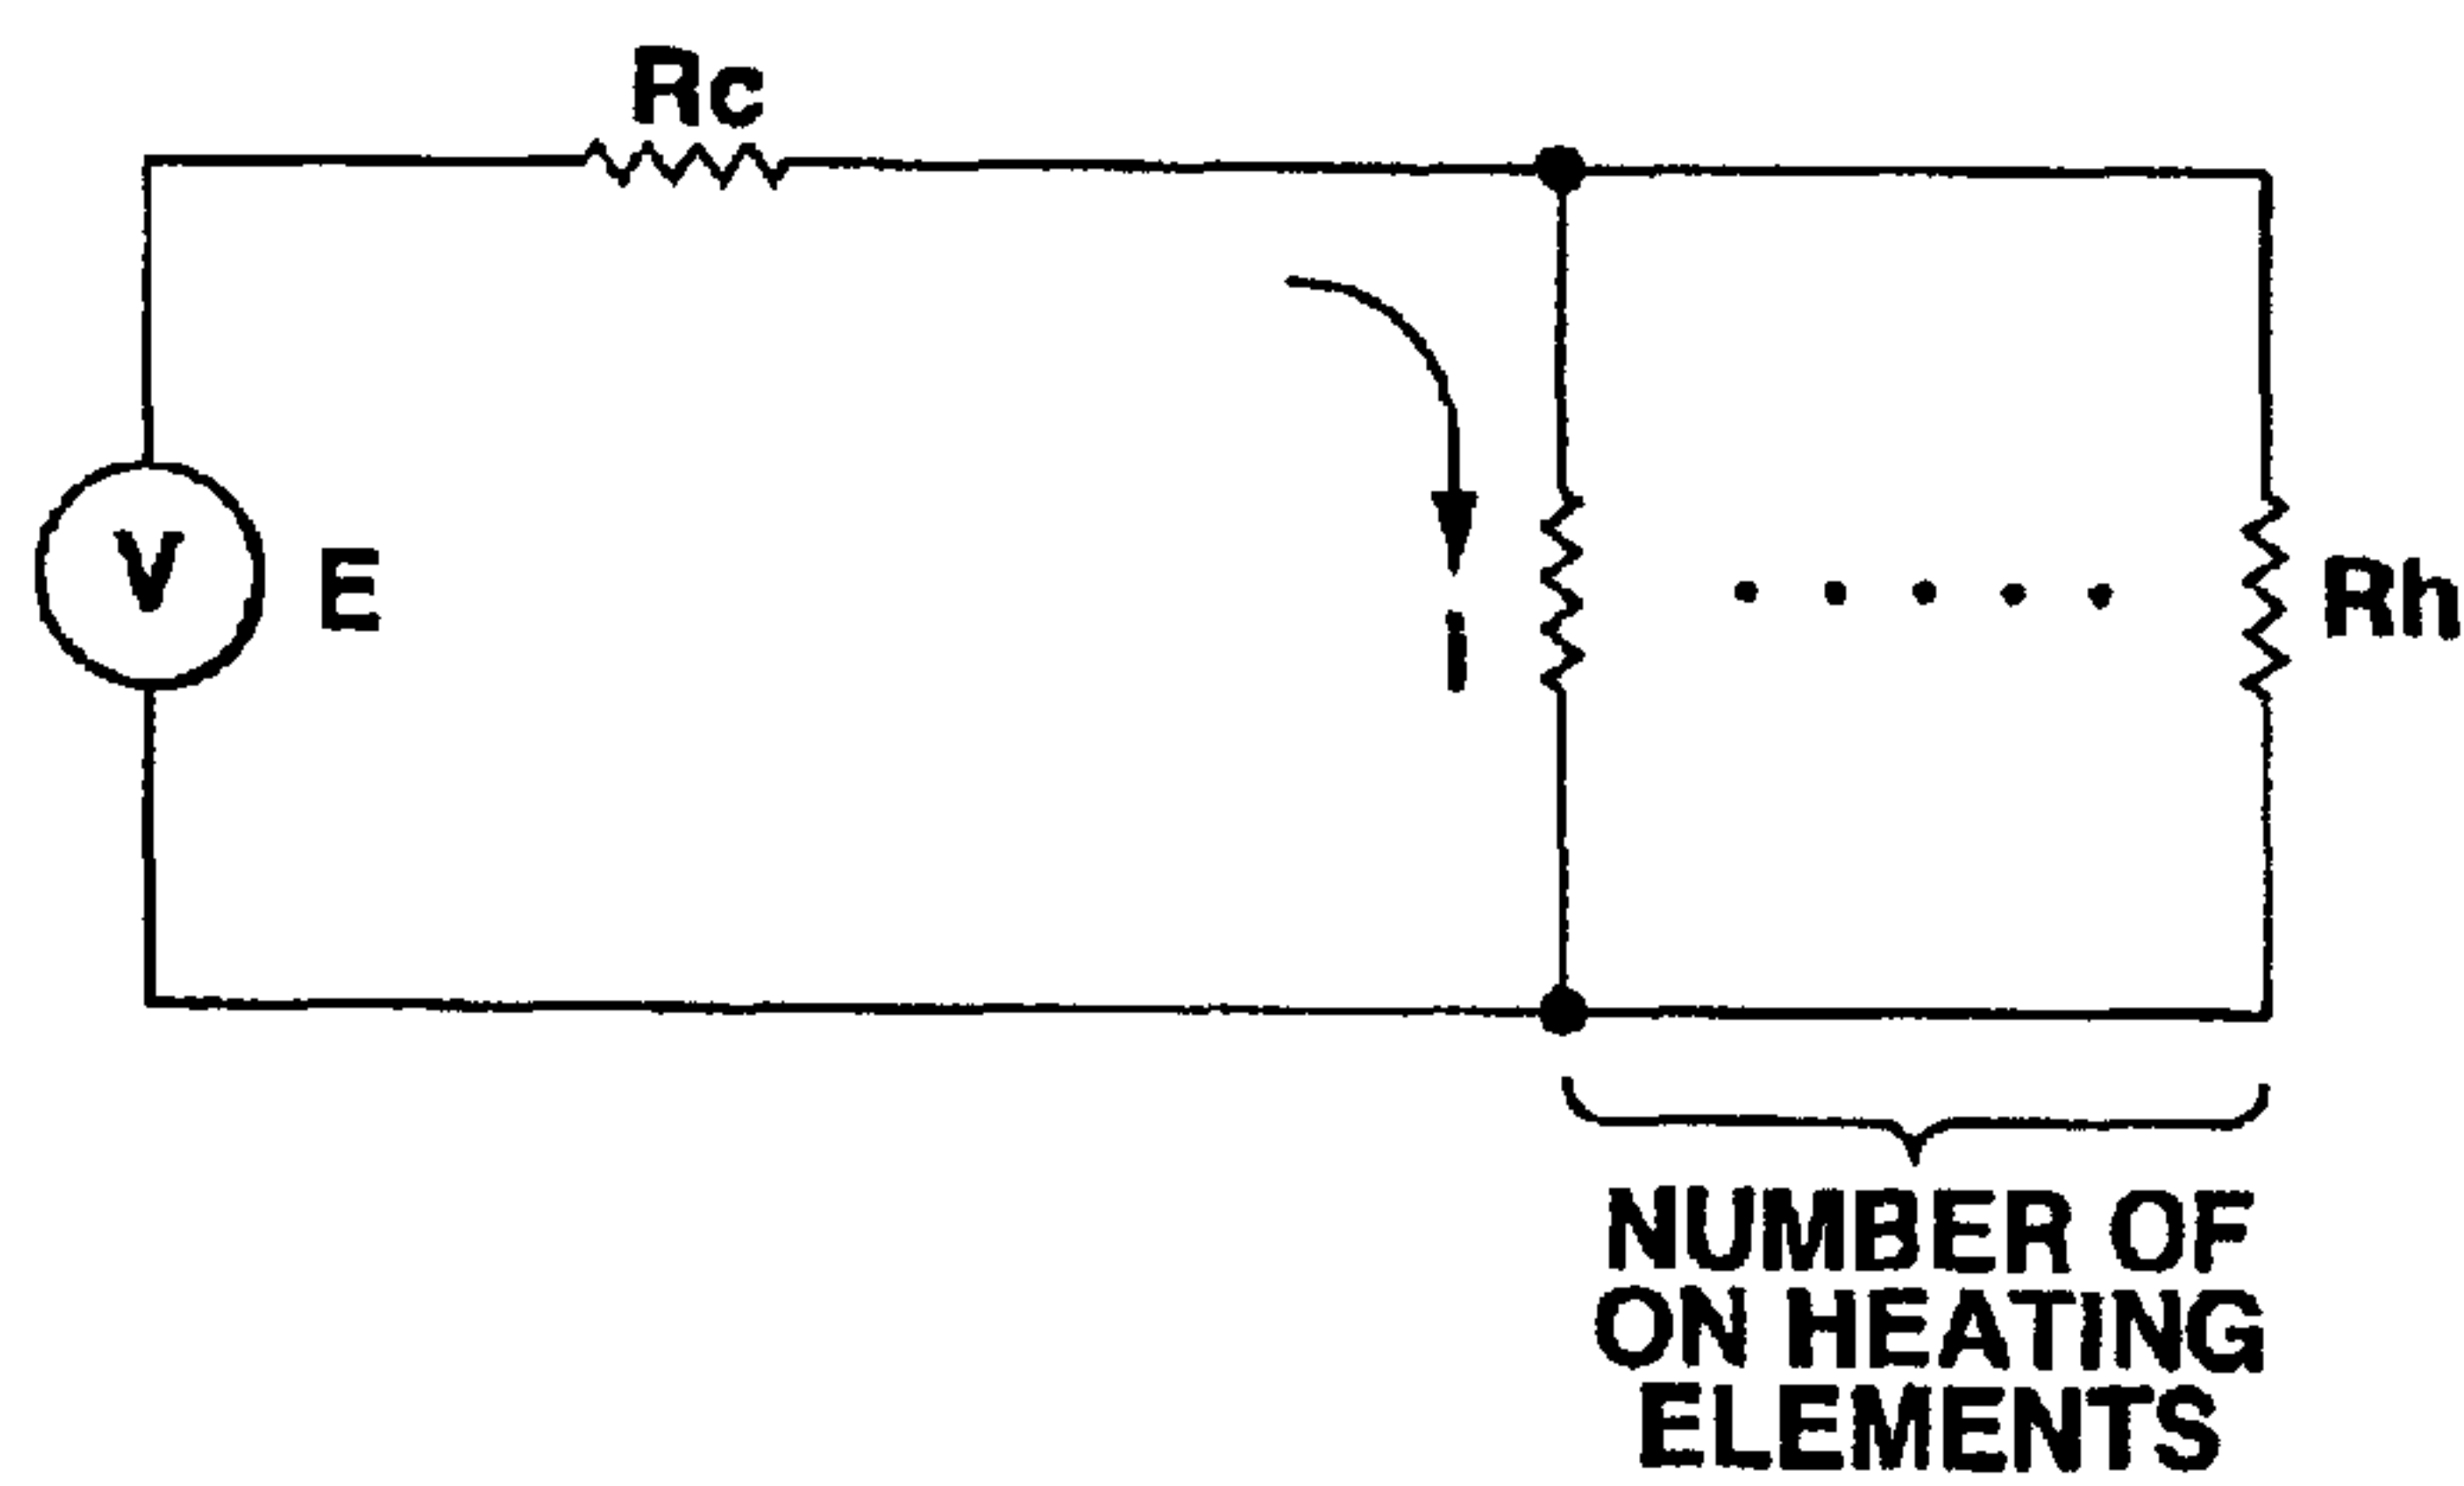 Rc
V
E
i
Rh
NUMBER OF
ON HEATING
ELEMENTS